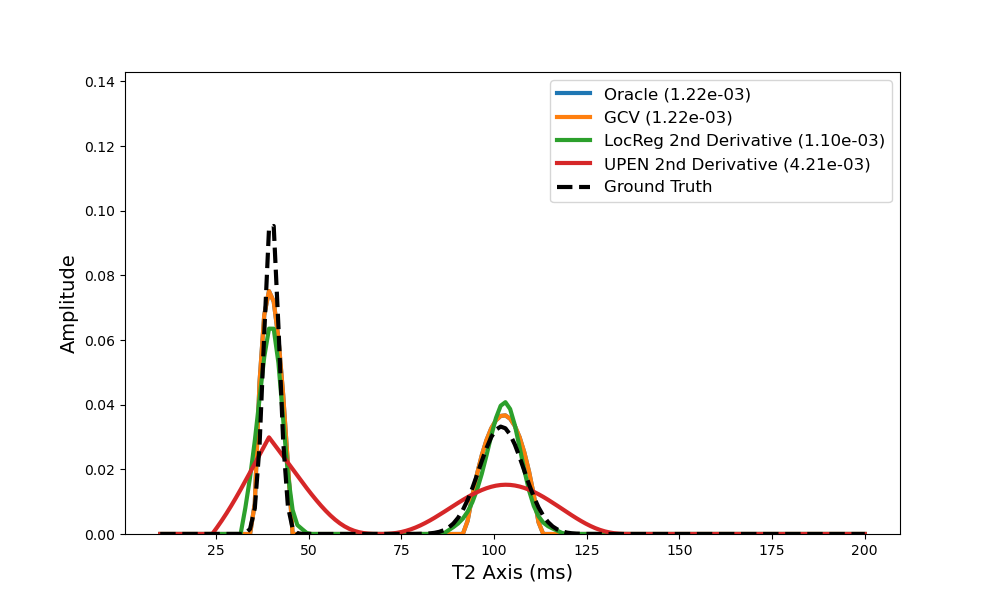 0.14
0.12
0.10
0.08
0.06
0.04
0.02
0.00
Amplitude
Oracle (1.22e-03)
GCV (1.22e-03)
LocReg 2nd Derivative (1.10e-03)
UPEN 2nd Derivative (4.21e-03)
Ground Truth
25 50 75 100 125 150 175 200
T2 Axis (ms)